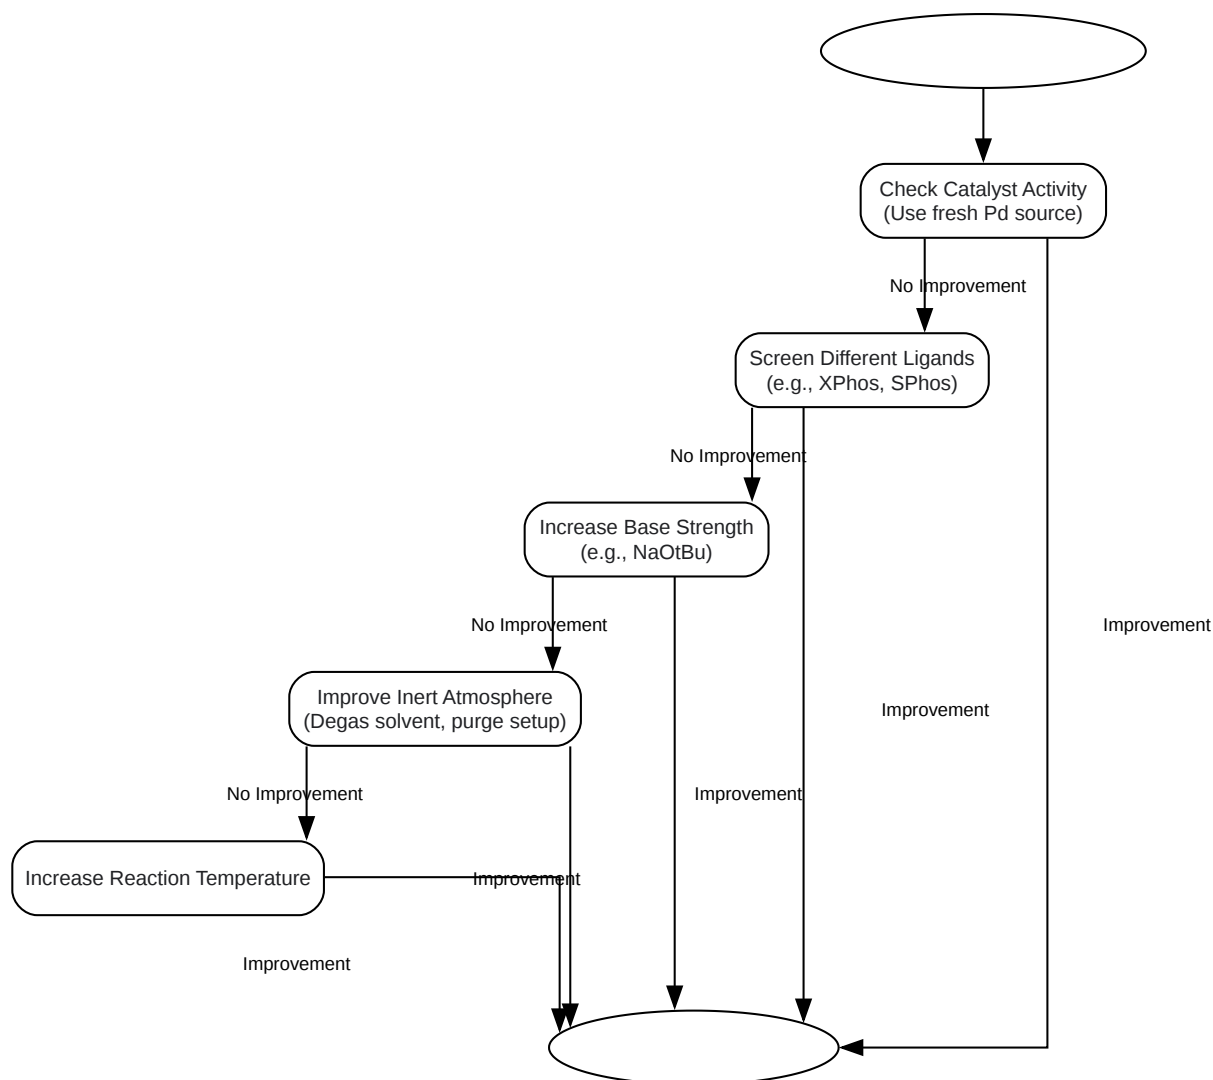 Check Catalyst Activity
(Use fresh Pd source)
No Improvement
Screen Different Ligands
(e.g., XPhos, SPhos)
No Improvement
Increase Base Strength
(e.g., NaOtBu)
No Improvement
Improvement
Improve Inert Atmosphere
(Degas solvent, purge setup)
Improvement
No Improvement
Improvement
Increase Reaction Temperature
Improvement
Improvement